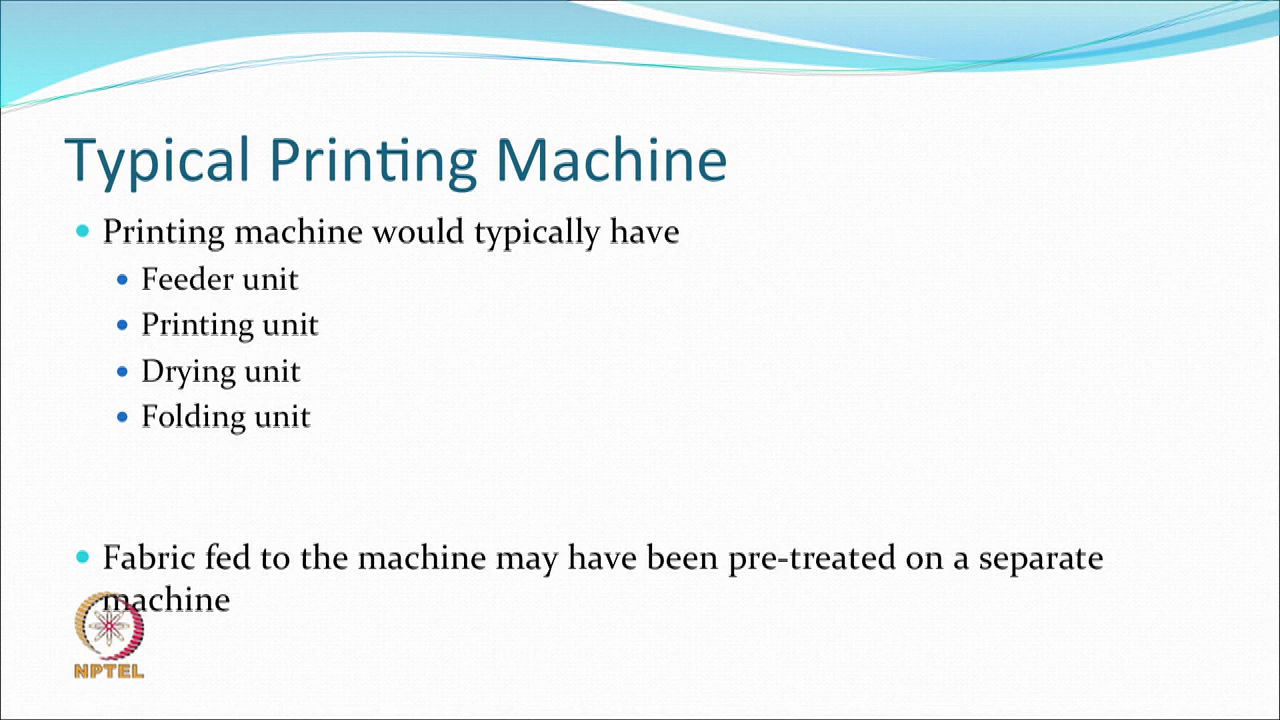 Typical Printing Machine
Printing machine would typically have
Feeder unit
Printing unit
Drying unit
Folding unit
Fabric fed to the machine may have been pre-treated on a separate
machine
NPTEL